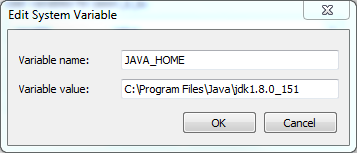 Edit System Variable
Variable name: JAVA_HOME
Variable value: C:\Program Files\Java\jdk1.8.0_151
OK Cancel